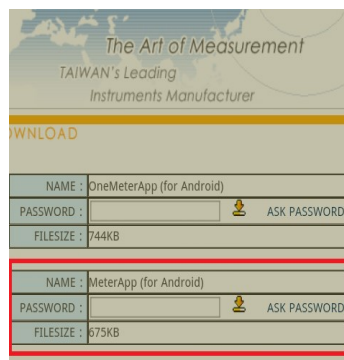 The Art of Measurement
TAIWAN's Leading
Instruments Manufacturer
OWNLOAD
NAME : OneMeterApp (for Android)
PASSWORD : ASK PASSWORD
FILESIZE : 744KB
NAME : MeterApp (for Android)
PASSWORD : ASK PASSWORD
FILESIZE : 675KB